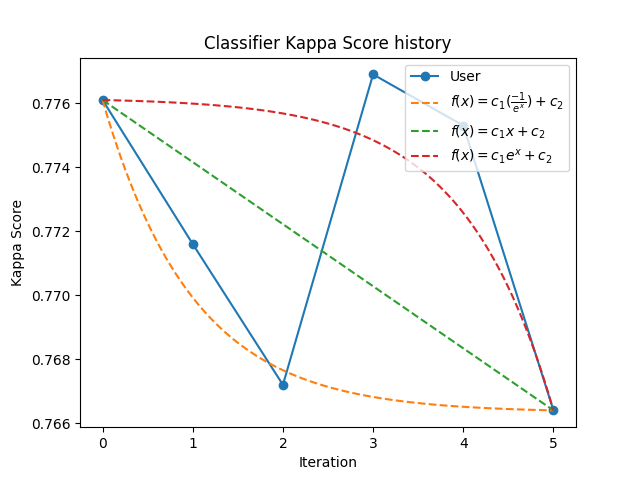 Classifier Kappa Score history
User
f(x) = c₁(\frac{-1}{eˣ}) + c₂
f(x) = c₁x + c₂
f(x) = c₁eˣ + c₂
0.776
0.774
0.772
0.770
0.768
0.766
Kappa Score
0 1 2 3 4 5
Iteration